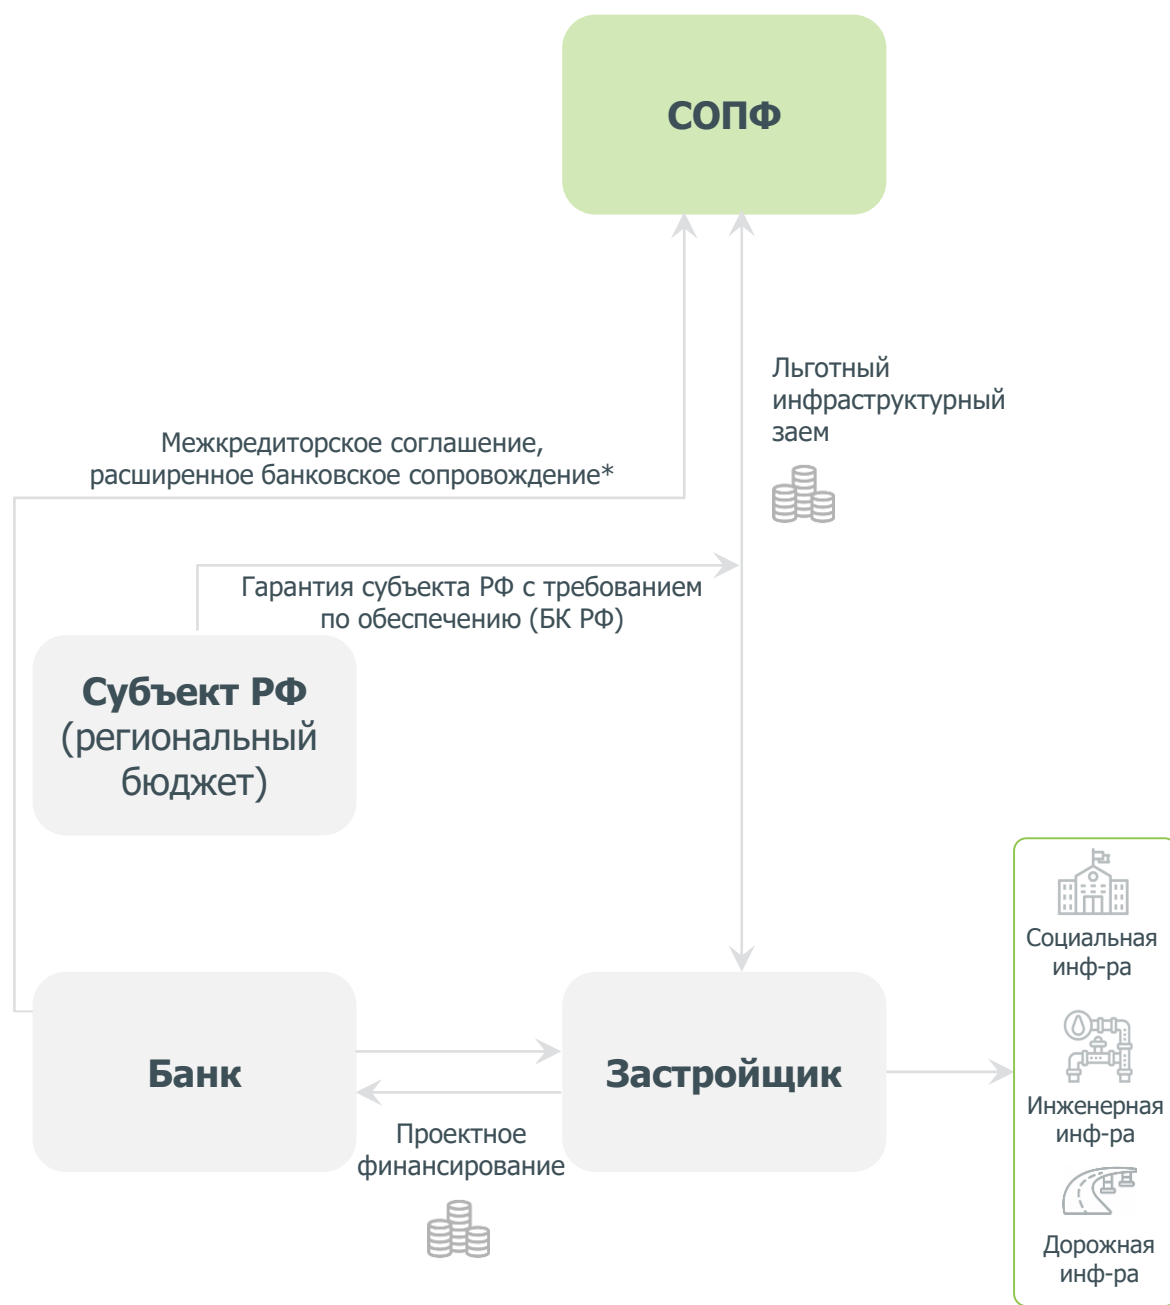 СОПФ
Льготный
инфраструктурный
заем
Межкредиторское соглашение,
расширенное банковское сопровождение*
Гарантия субъекта РФ с требованием
по обеспечению (БК РФ)
Субъект РФ
(региональный
бюджет)
Банк
Застройщик
Проектное
финансирование
Социальная
инф-ра
Инженерная
инф-ра
Дорожная
инф-ра